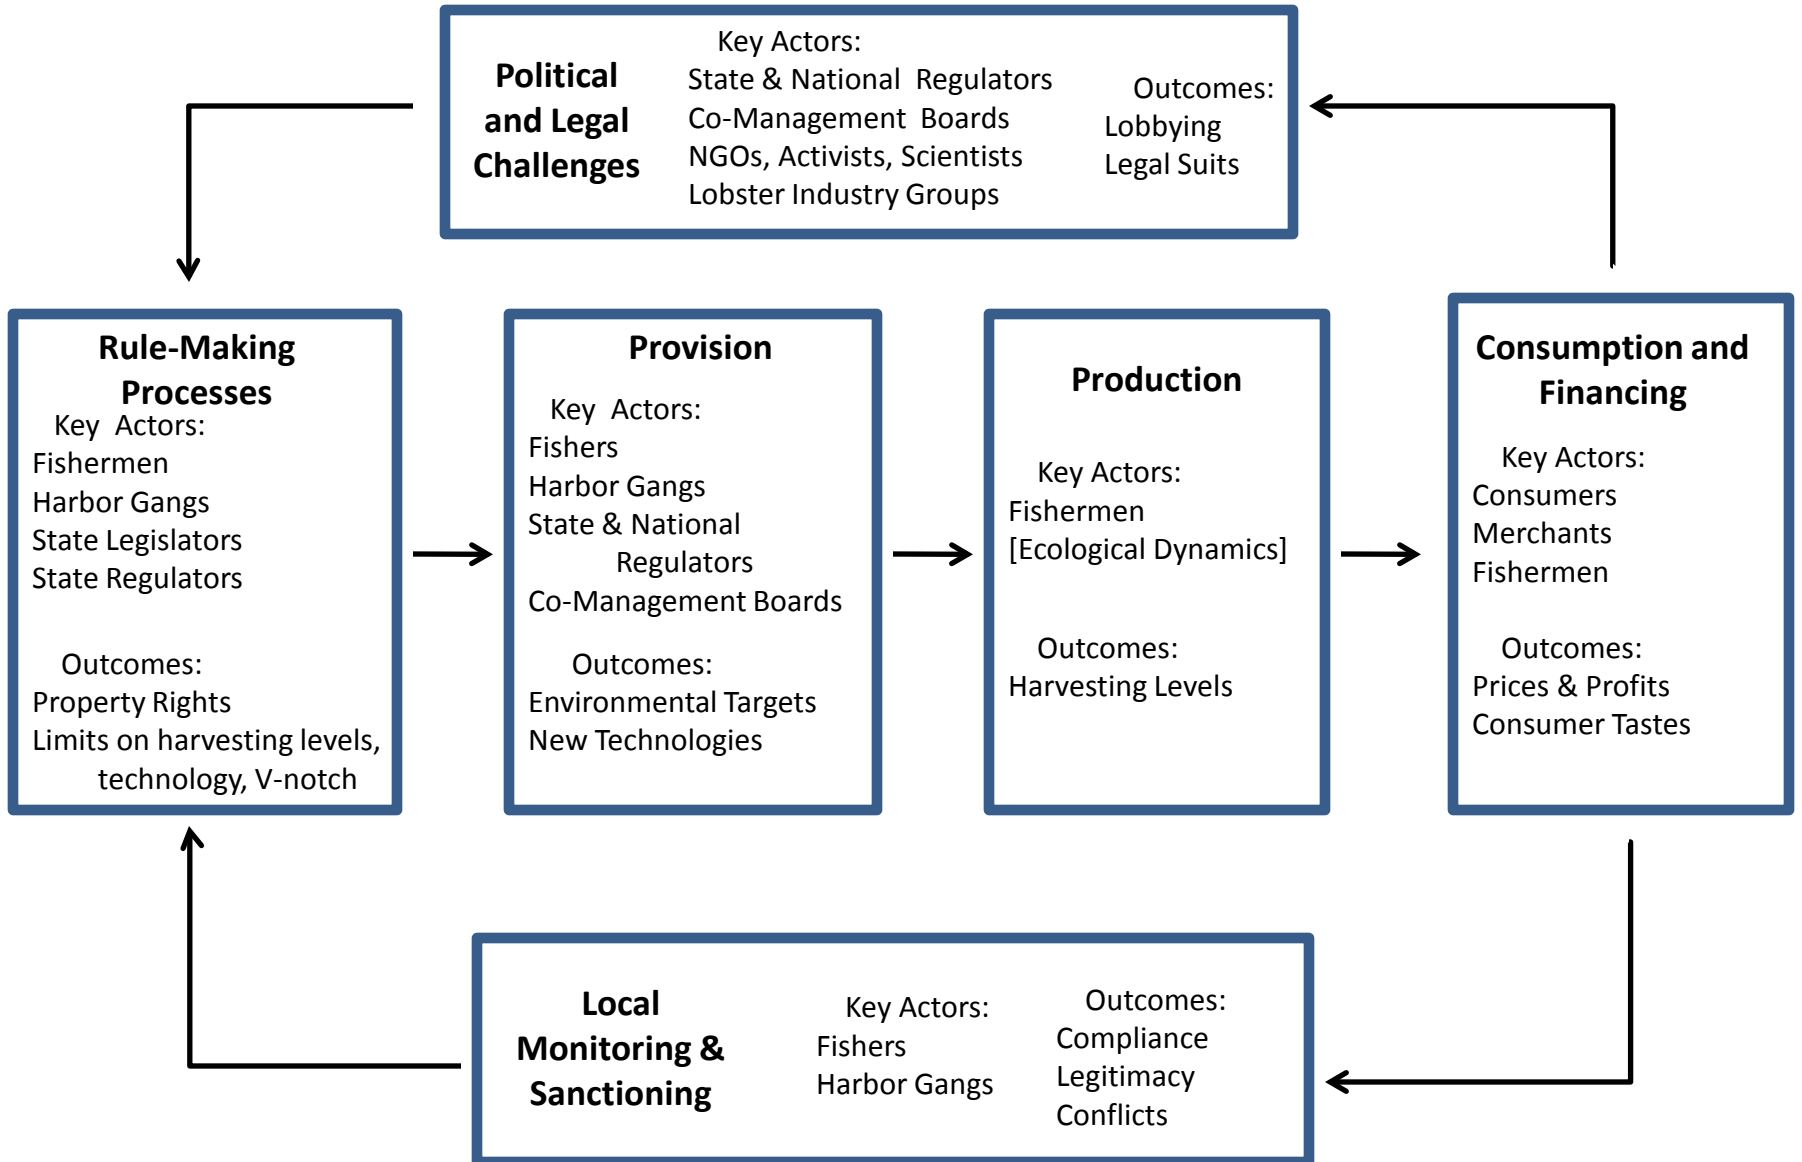 Political
and Legal
Challenges
Key Actors:
State & National Regulators
Co-Management Boards
NGOs, Activists, Scientists
Lobster Industry Groups
Outcomes:
Lobbying
Legal Suits
Rule-Making
Processes
Key Actors:
Fishermen
Harbor Gangs
State Legislators
State Regulators
Outcomes:
Property Rights
Limits on harvesting levels,
technology, V-notch
Provision
Key Actors:
Fishers
Harbor Gangs
State & National
Regulators
Co-Management Boards
Outcomes:
Environmental Targets
New Technologies
Production
Key Actors:
Fishermen
[Ecological Dynamics]
Outcomes:
Harvesting Levels
Consumption and
Financing
Key Actors:
Consumers
Merchants
Fishermen
Outcomes:
Prices & Profits
Consumer Tastes
Local
Monitoring &
Sanctioning
Key Actors:
Fishers
Harbor Gangs
Outcomes:
Compliance
Legitimacy
Conflicts